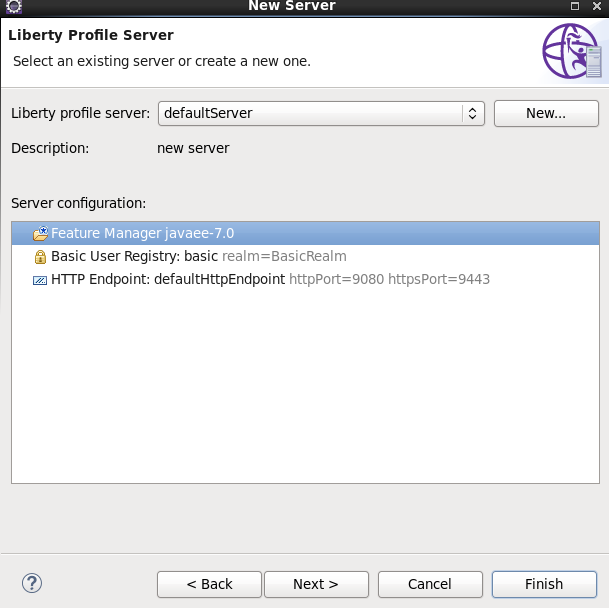 New Server
Liberty Profile Server
Select an existing server or create a new one.
Liberty profile server: defaultServer New...
Description: new server
Server configuration:
Feature Manager javaee-7.0
Basic User Registry: basic realm=BasicRealm
HTTP Endpoint: defaultHttpEndpoint httpPort=9080 httpsPort=9443
? < Back Next > Cancel Finish